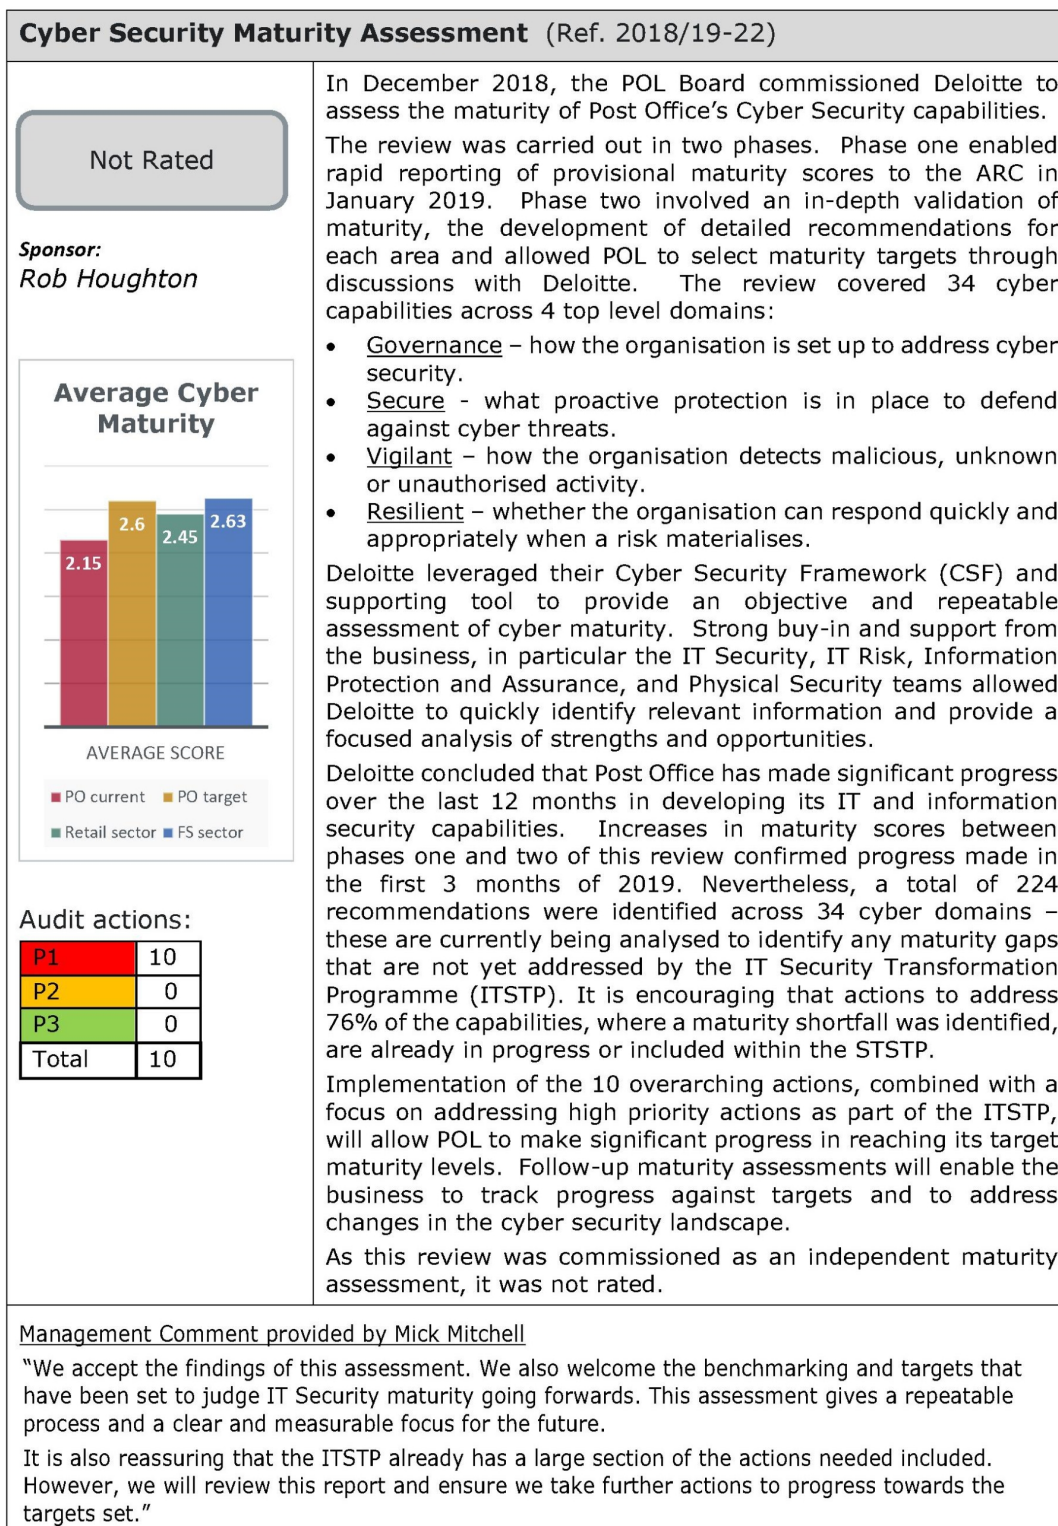 Cyber Security Maturity Assessment (Ref. 2018/19-22)
Not Rated
Sponsor:
Rob Houghton
Average Cyber
Maturity
2.15
2.6
2.45
2.63
AVERAGE SCORE
PO current
PO target
Retail sector
FS sector
Audit actions:
P1 10
P2 0
P3 0
Total 10
In December 2018, the POL Board commissioned Deloitte to
assess the maturity of Post Office's Cyber Security capabilities.
The review was carried out in two phases. Phase one enabled
rapid reporting of provisional maturity scores to the ARC in
January 2019. Phase two involved an in-depth validation of
maturity, the development of detailed recommendations for
each area and allowed POL to select maturity targets through
discussions with Deloitte. The review covered 34 cyber
capabilities across 4 top level domains:
• Governance – how the organisation is set up to address cyber
security.
• Secure - what proactive protection is in place to defend
against cyber threats.
• Vigilant – how the organisation detects malicious, unknown
or unauthorised activity.
• Resilient – whether the organisation can respond quickly and
appropriately when a risk materialises.
Deloitte leveraged their Cyber Security Framework (CSF) and
supporting tool to provide an objective and repeatable
assessment of cyber maturity. Strong buy-in and support from
the business, in particular the IT Security, IT Risk, Information
Protection and Assurance, and Physical Security teams allowed
Deloitte to quickly identify relevant information and provide a
focused analysis of strengths and opportunities.
Deloitte concluded that Post Office has made significant progress
over the last 12 months in developing its IT and information
security capabilities. Increases in maturity scores between
phases one and two of this review confirmed progress made in
the first 3 months of 2019. Nevertheless, a total of 224
recommendations were identified across 34 cyber domains –
these are currently being analysed to identify any maturity gaps
that are not yet addressed by the IT Security Transformation
Programme (ITSTP). It is encouraging that actions to address
76% of the capabilities, where a maturity shortfall was identified,
are already in progress or included within the STSTP.
Implementation of the 10 overarching actions, combined with a
focus on addressing high priority actions as part of the ITSTP,
will allow POL to make significant progress in reaching its target
maturity levels. Follow-up maturity assessments will enable the
business to track progress against targets and to address
changes in the cyber security landscape.
As this review was commissioned as an independent maturity
assessment, it was not rated.
Management Comment provided by Mick Mitchell
"We accept the findings of this assessment. We also welcome the benchmarking and targets that
have been set to judge IT Security maturity going forwards. This assessment gives a repeatable
process and a clear and measurable focus for the future.
It is also reassuring that the ITSTP already has a large section of the actions needed included.
However, we will review this report and ensure we take further actions to progress towards the
targets set."